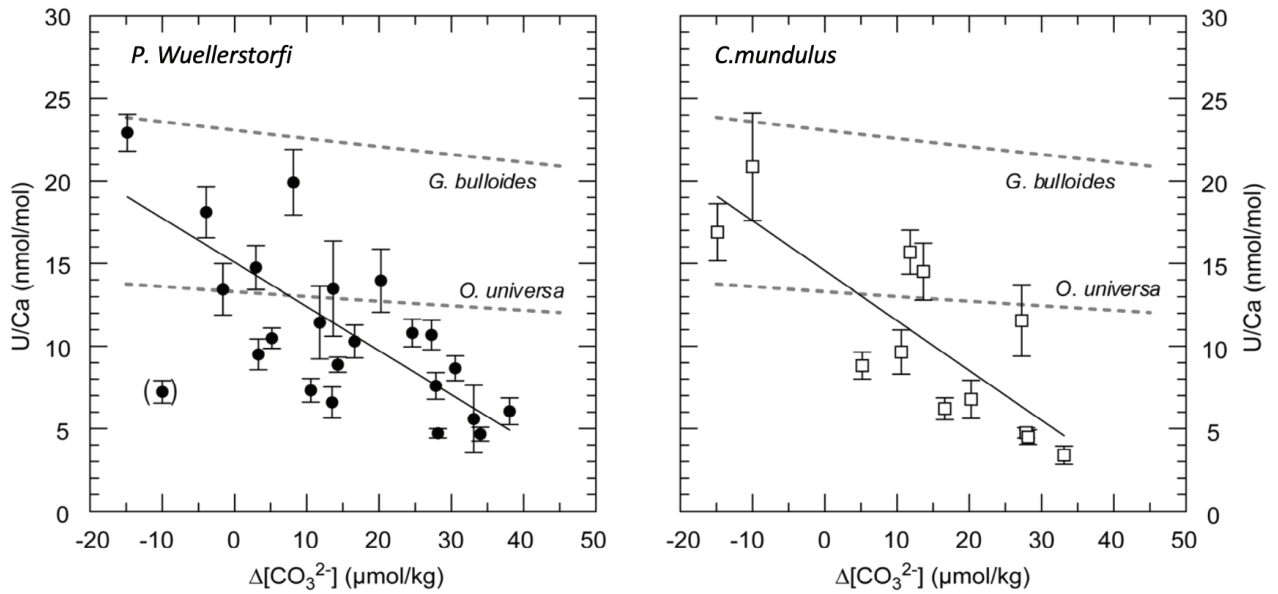 P. Wuellerstorfi
C.mundulus
U/Ca (nmol/mol)
30
25
20
15
10
5
0
G. bulloides
O. universa
( )
-20 -10 0 10 20 30 40 50
Δ[CO₃²⁻] (μmol/kg)
G. bulloides
O. universa
-20 -10 0 10 20 30 40 50
Δ[CO₃²⁻] (μmol/kg)
30
25
20
15
10
5
0
U/Ca (nmol/mol)